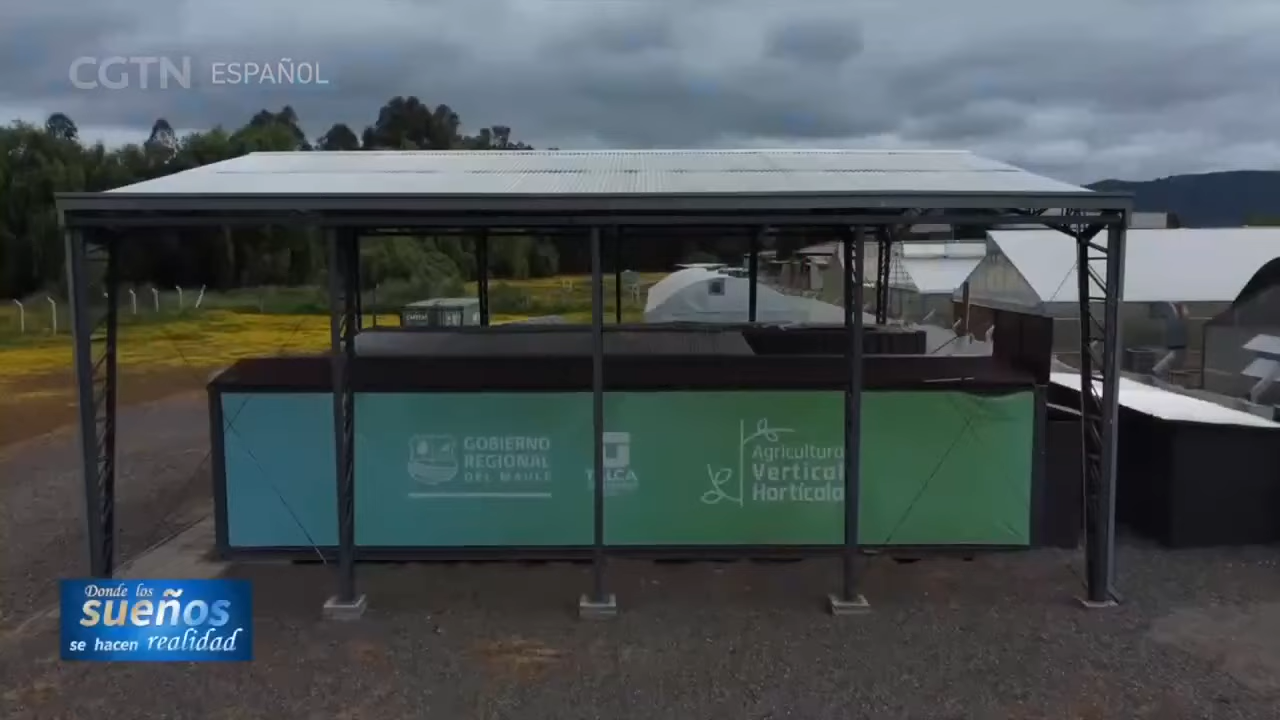 CGTN ESPAÑOL
GOBIERNO
REGIONAL
DEL MAULE
Agricultura
Vertical
Hortícola
Donde los
sueños
se hacen realidad